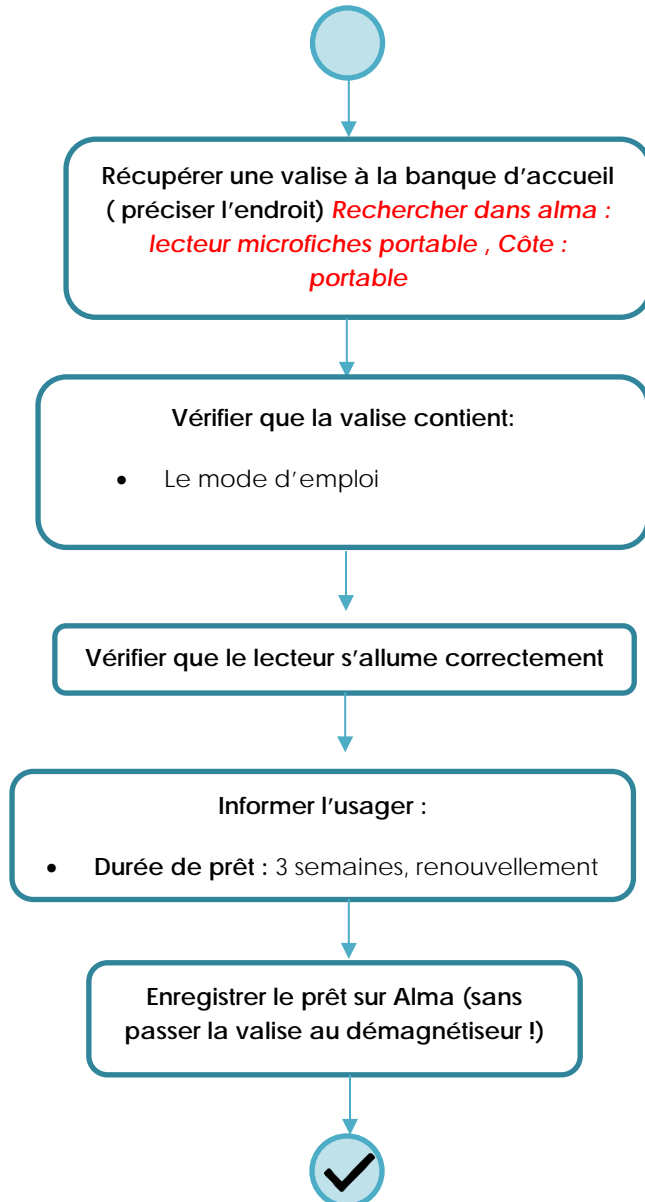 Récupérer une valise à la banque d’accueil
( préciser l’endroit) Rechercher dans alma :
lecteur microfiches portable , Côte :
portable
Vérifier que la valise contient:
• Le mode d’emploi
Vérifier que le lecteur s’allume correctement
Informer l’usager :
• Durée de prêt : 3 semaines, renouvellement
Enregistrer le prêt sur Alma (sans
passer la valise au démagnétiseur !)